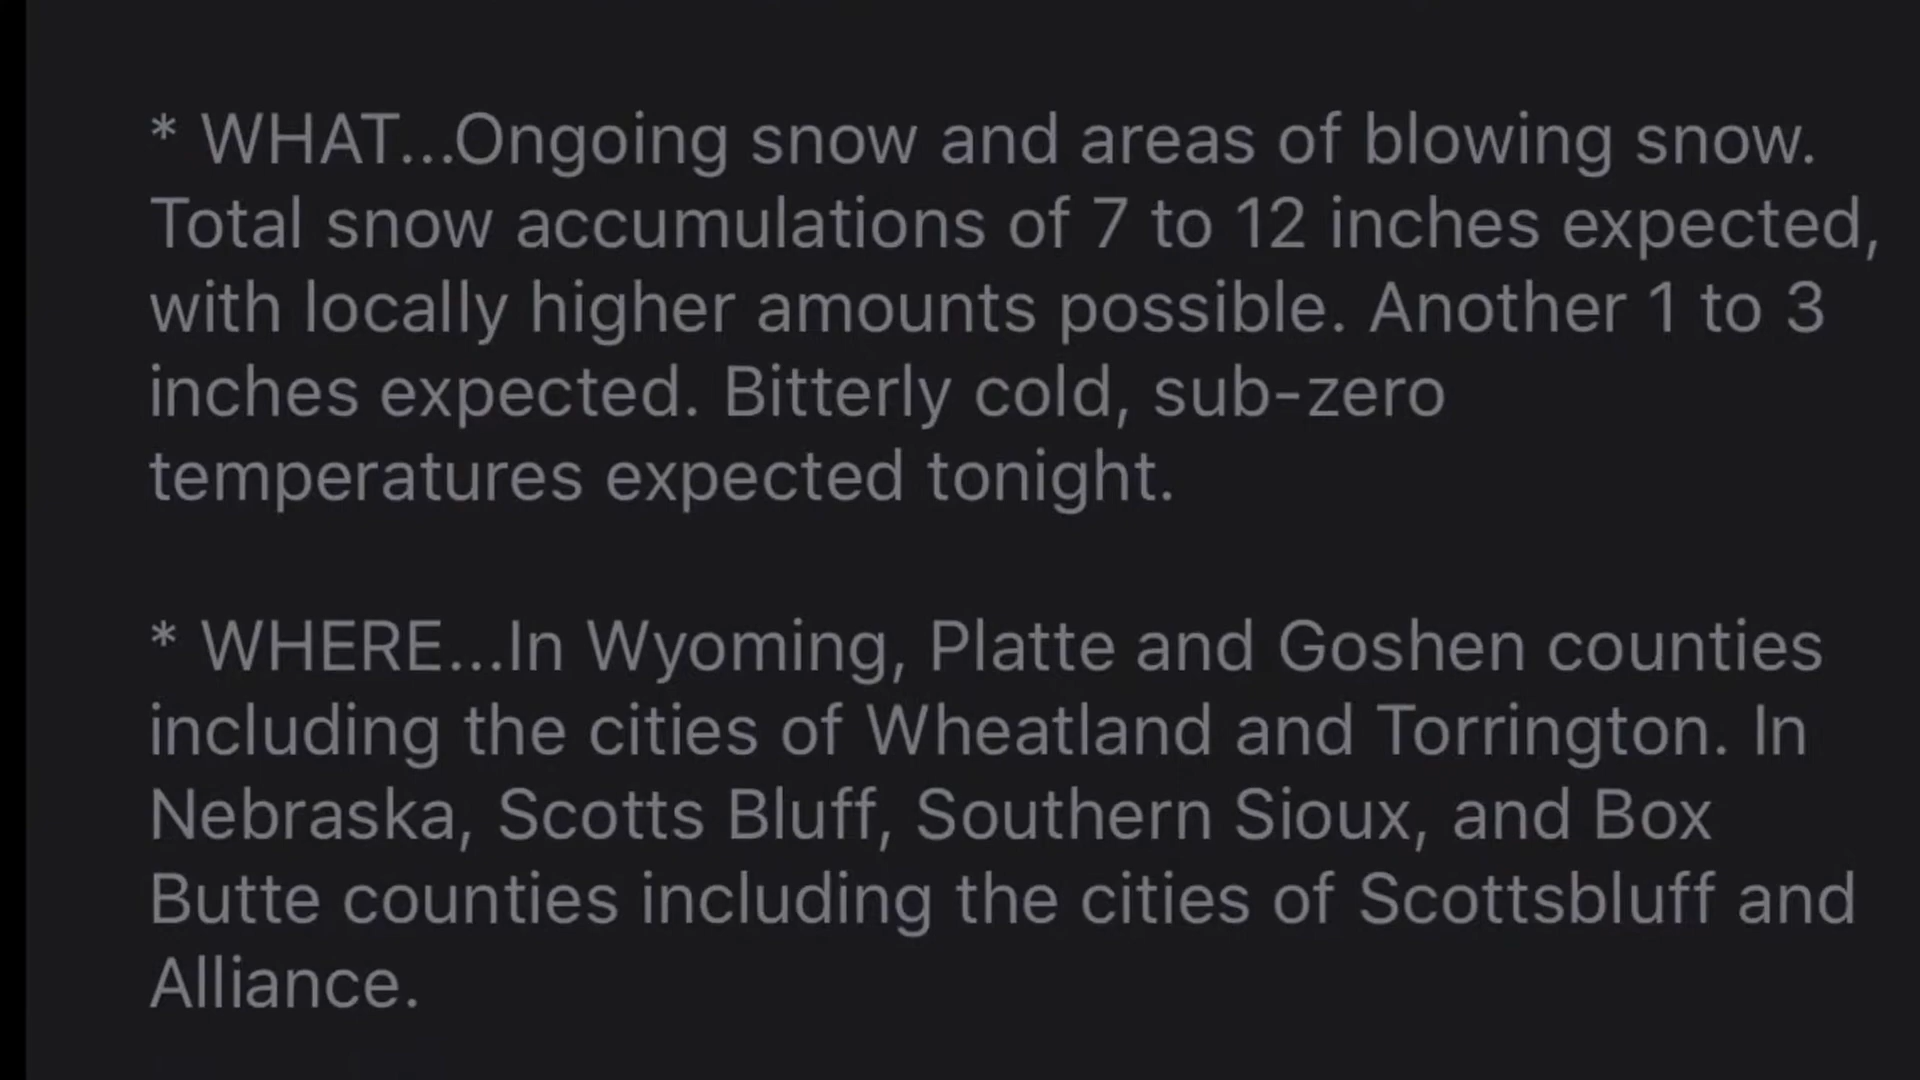 * WHAT...Ongoing snow and areas of blowing snow.
Total snow accumulations of 7 to 12 inches expected,
with locally higher amounts possible. Another 1 to 3
inches expected. Bitterly cold, sub-zero
temperatures expected tonight.
* WHERE...In Wyoming, Platte and Goshen counties
including the cities of Wheatland and Torrington. In
Nebraska, Scotts Bluff, Southern Sioux, and Box
Butte counties including the cities of Scottsbluff and
Alliance.